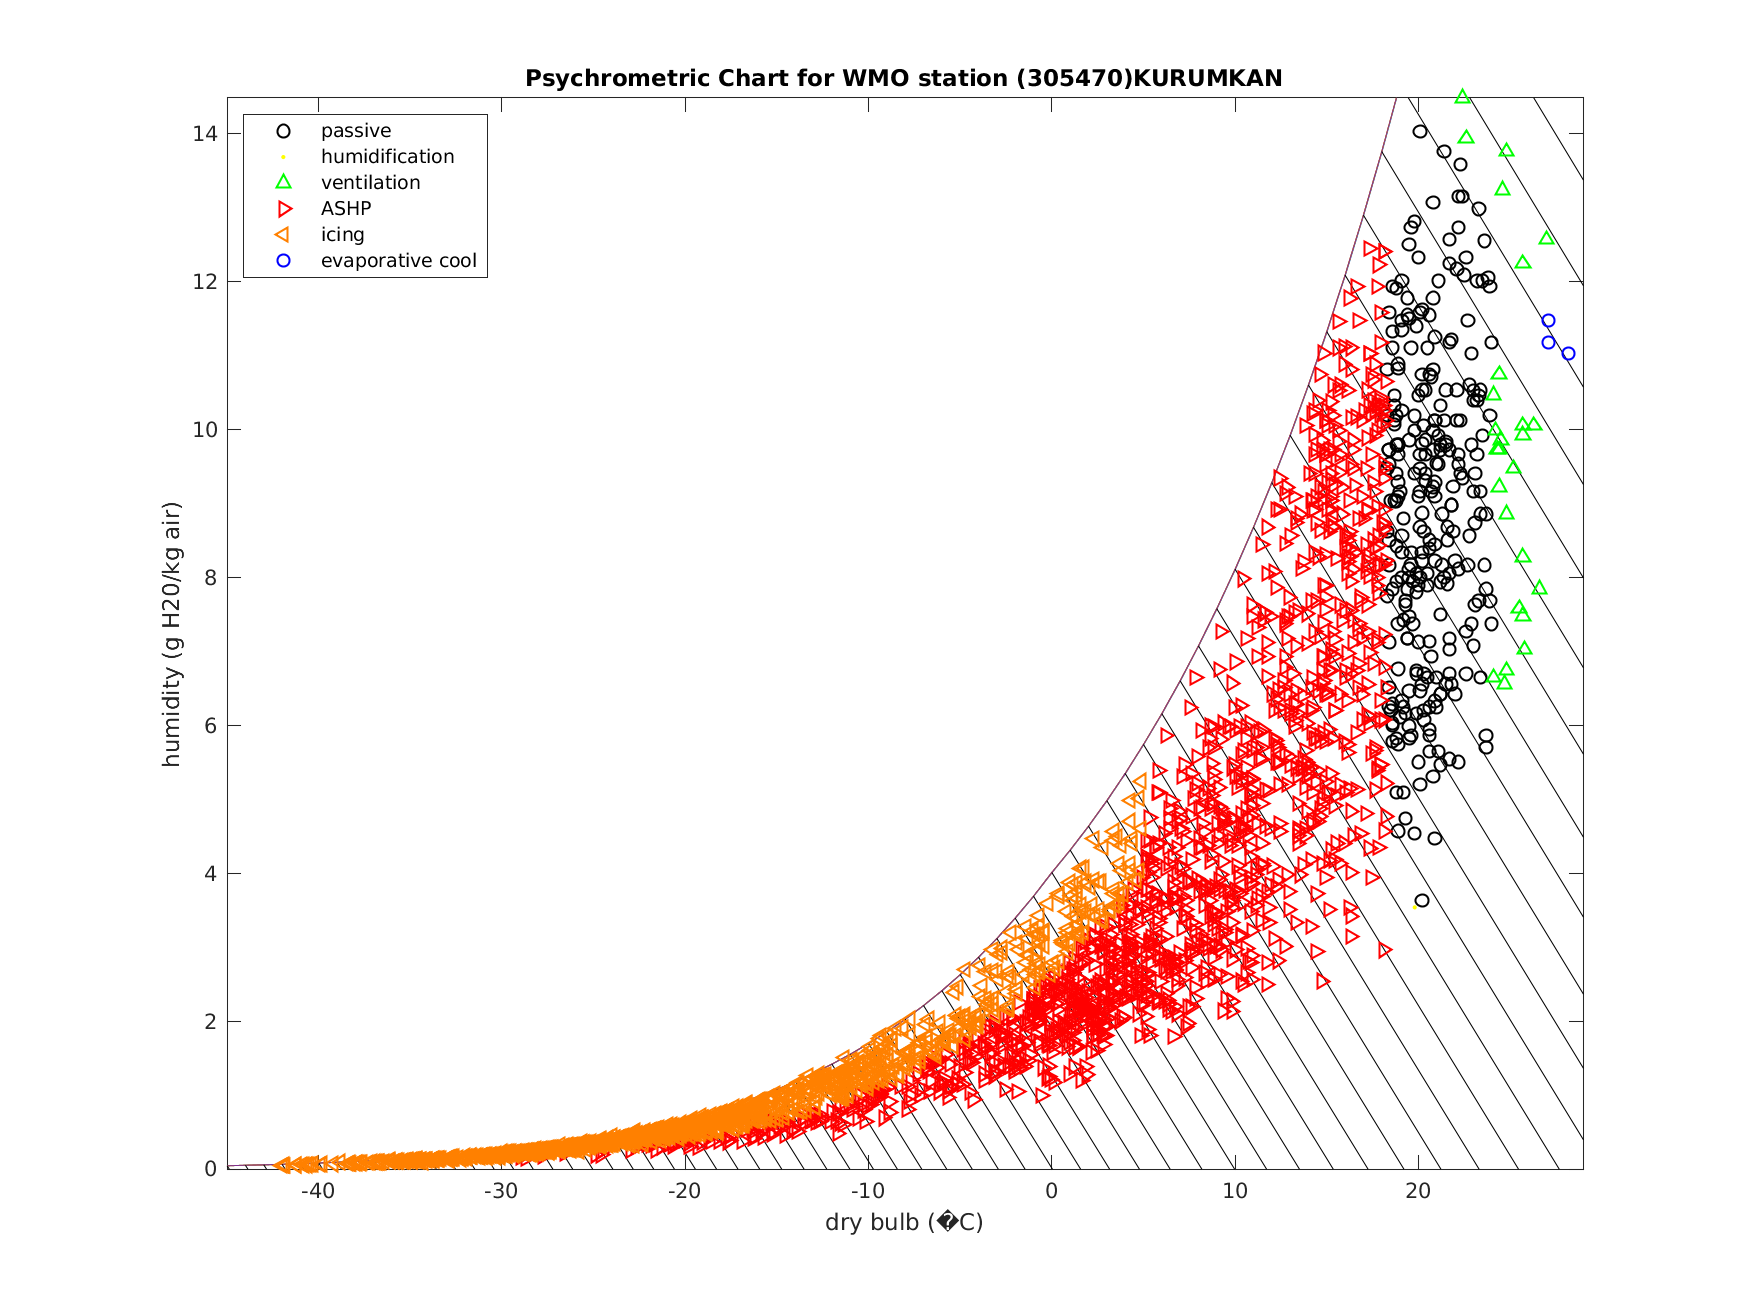 Psychrometric Chart for WMO station (305470)KURUMKAN
passive
humidification
ventilation
ASHP
icing
evaporative cool
humidity (g H20/kg air)
14
12
10
8
6
4
2
0
-40 -30 -20 -10 0 10 20
dry bulb (�C)